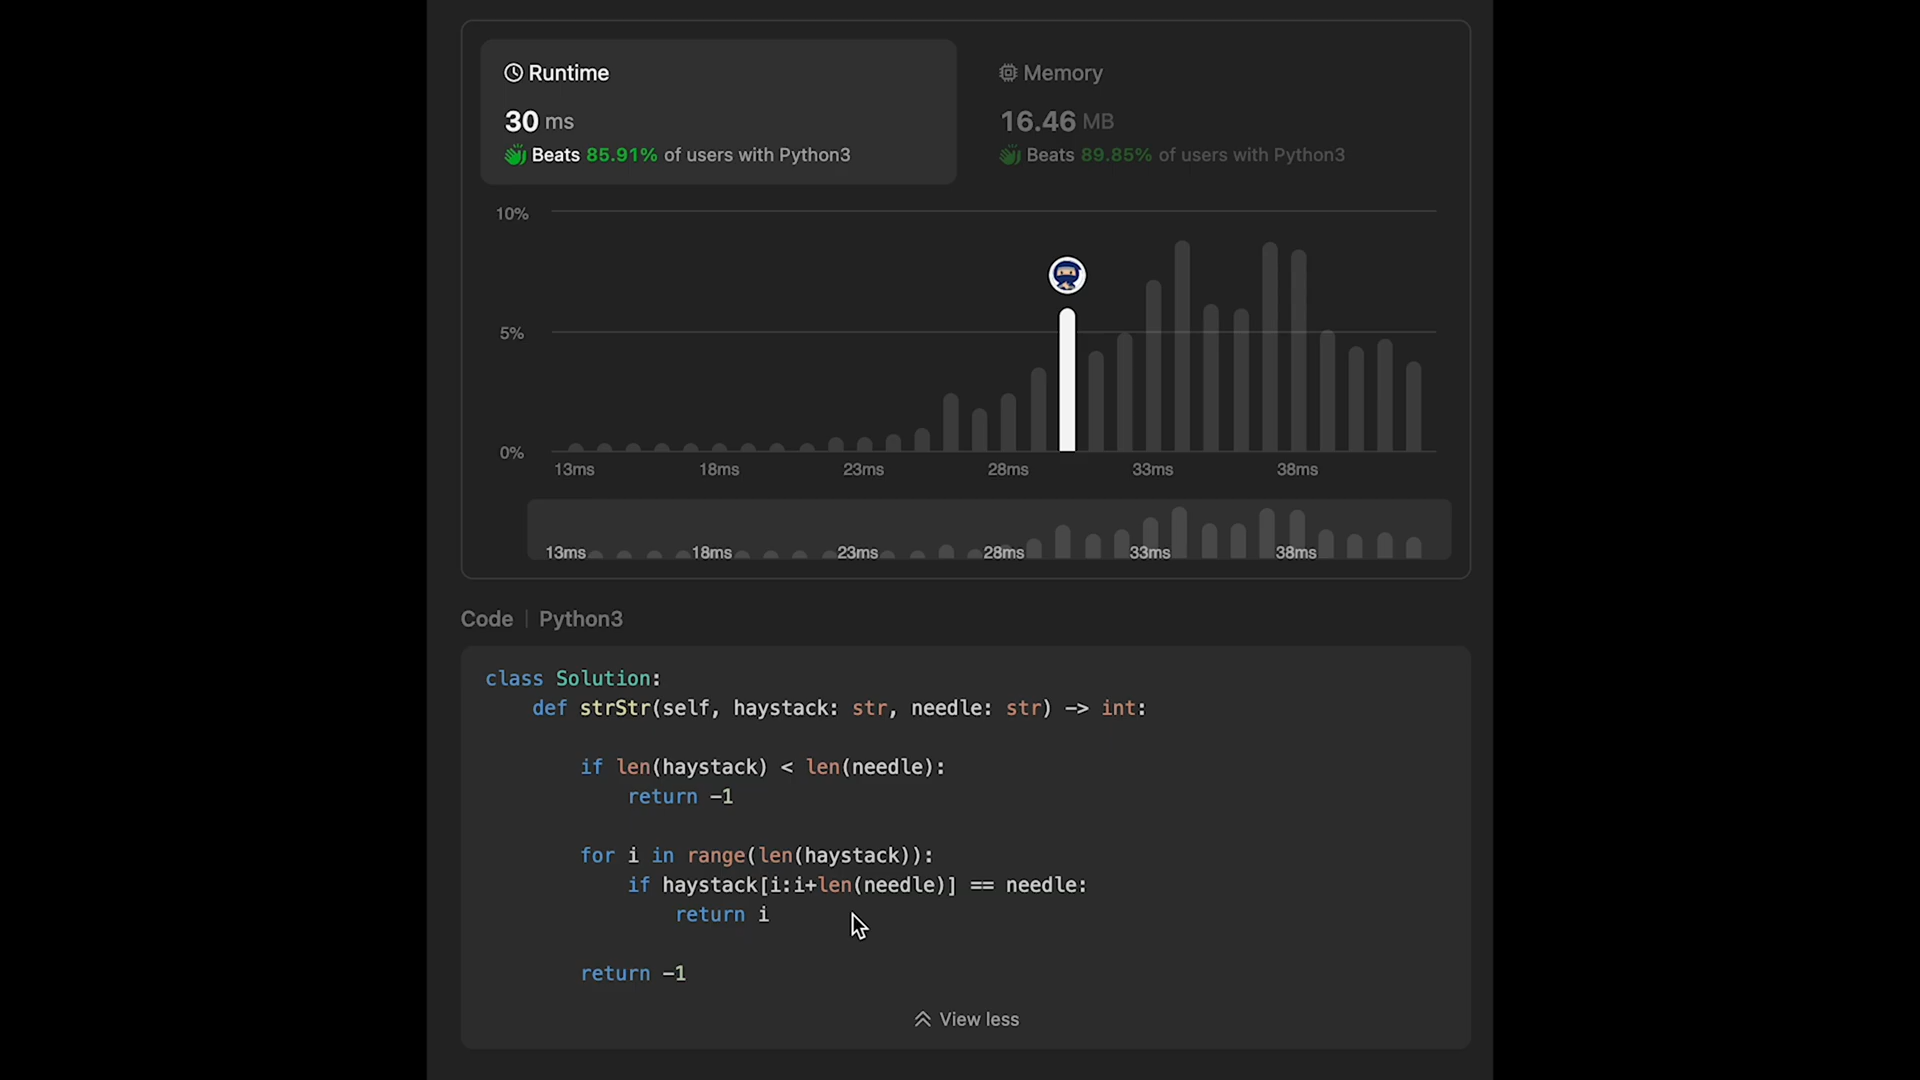 Runtime
30 ms
Beats 85.91% of users with Python3
Memory
16.46 MB
Beats 89.85% of users with Python3
10%
5%
0%
13ms 18ms 23ms 28ms 33ms 38ms
13ms 18ms 23ms 28ms 33ms 38ms
Code | Python3
class Solution:
    def strStr(self, haystack: str, needle: str) -> int:
        if len(haystack) < len(needle):
            return -1
        for i in range(len(haystack)):
            if haystack[i:i+len(needle)] == needle:
                return i
        return -1
View less